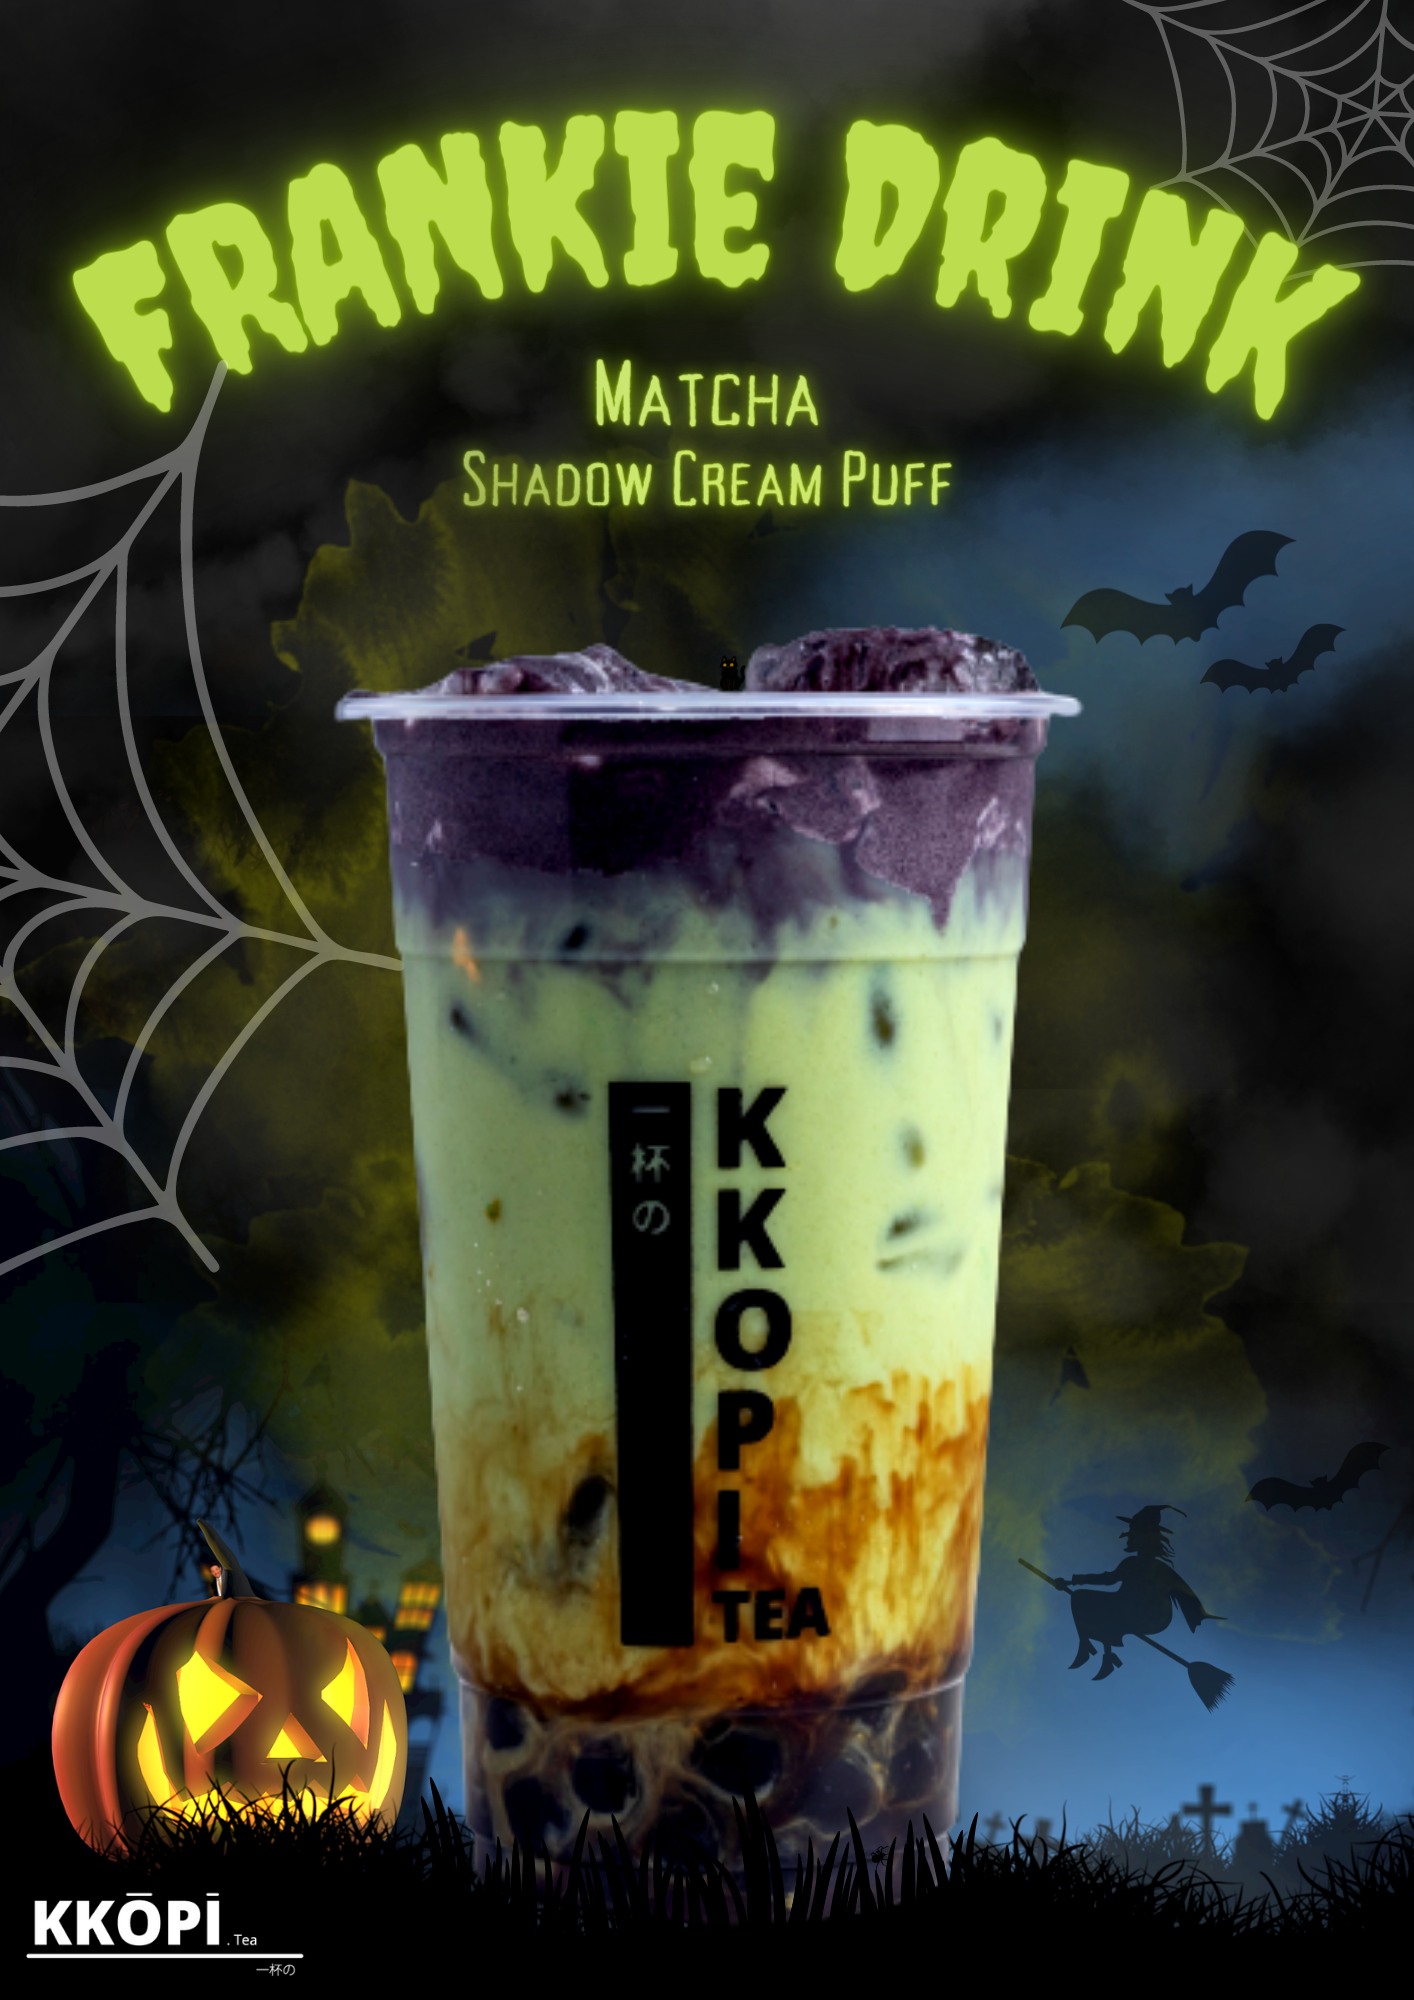 FRANKIE DRINK
MATCHA
SHADOW CREAM PUFF
一杯の
KKOPI
TEA
KKŌPĪ . Tea
一杯の